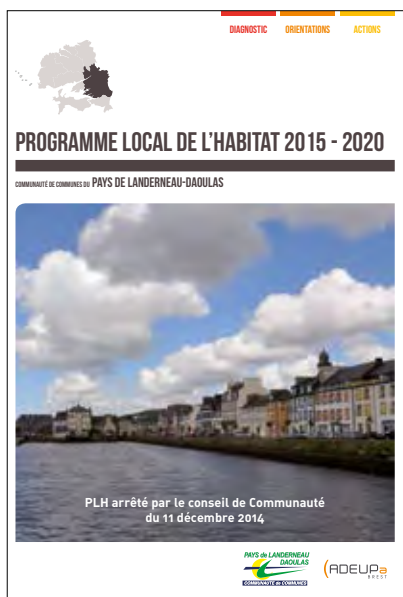 DIAGNOSTIC ORIENTATIONS ACTIONS
PROGRAMME LOCAL DE L'HABITAT 2015 - 2020
COMMUNAUTÉ DE COMMUNES DU PAYS DE LANDERNEAU-DAOULAS
PLH arrêté par le conseil de Communauté
du 11 décembre 2014
PAYS de LANDERNEAU
DAOULAS
COMMUNAUTÉ de COMMUNES
ADEUPa
BREST